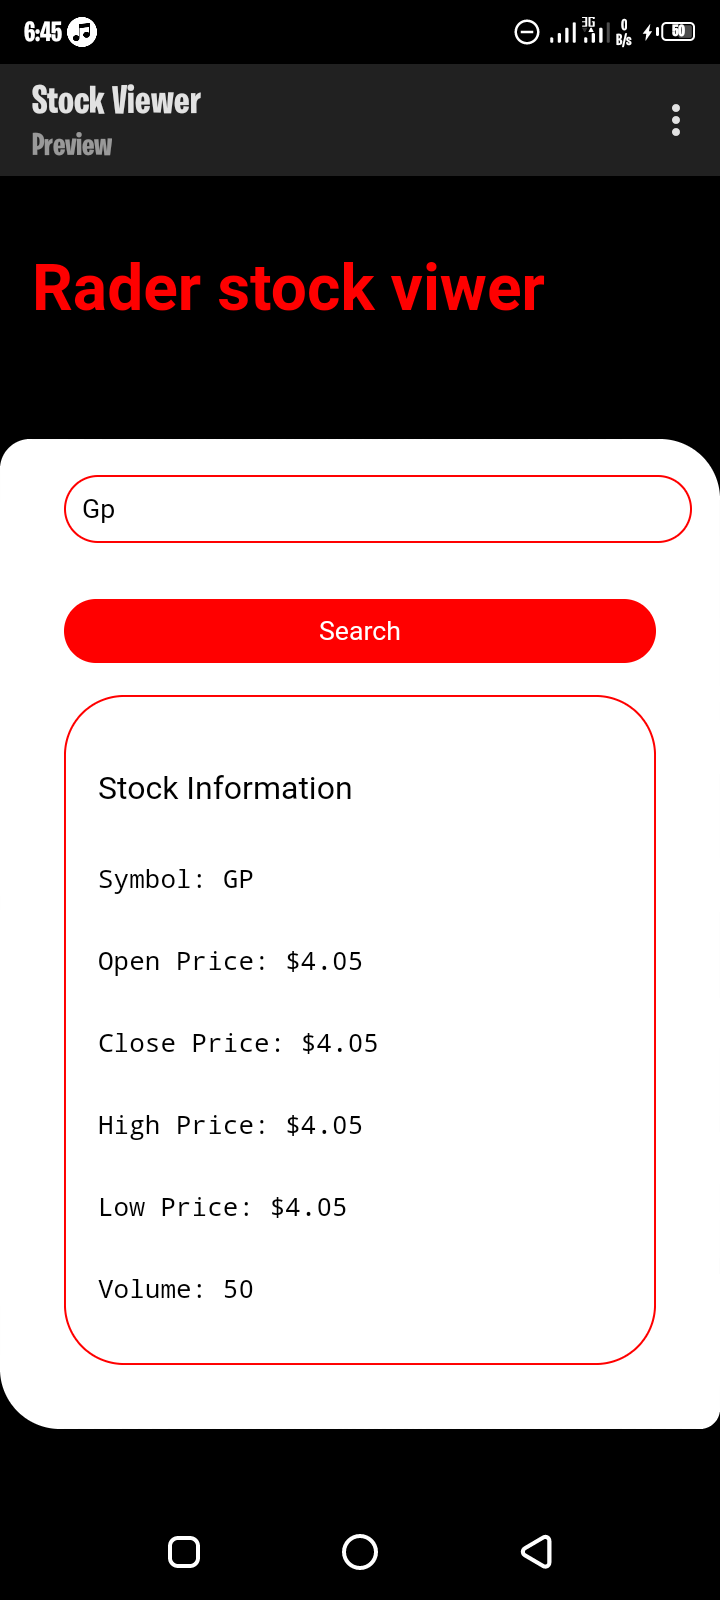 6:45
3G
0
B/s
50
Stock Viewer
Preview
Rader stock viwer
Gp
Search
Stock Information
Symbol: GP
Open Price: $4.05
Close Price: $4.05
High Price: $4.05
Low Price: $4.05
Volume: 50